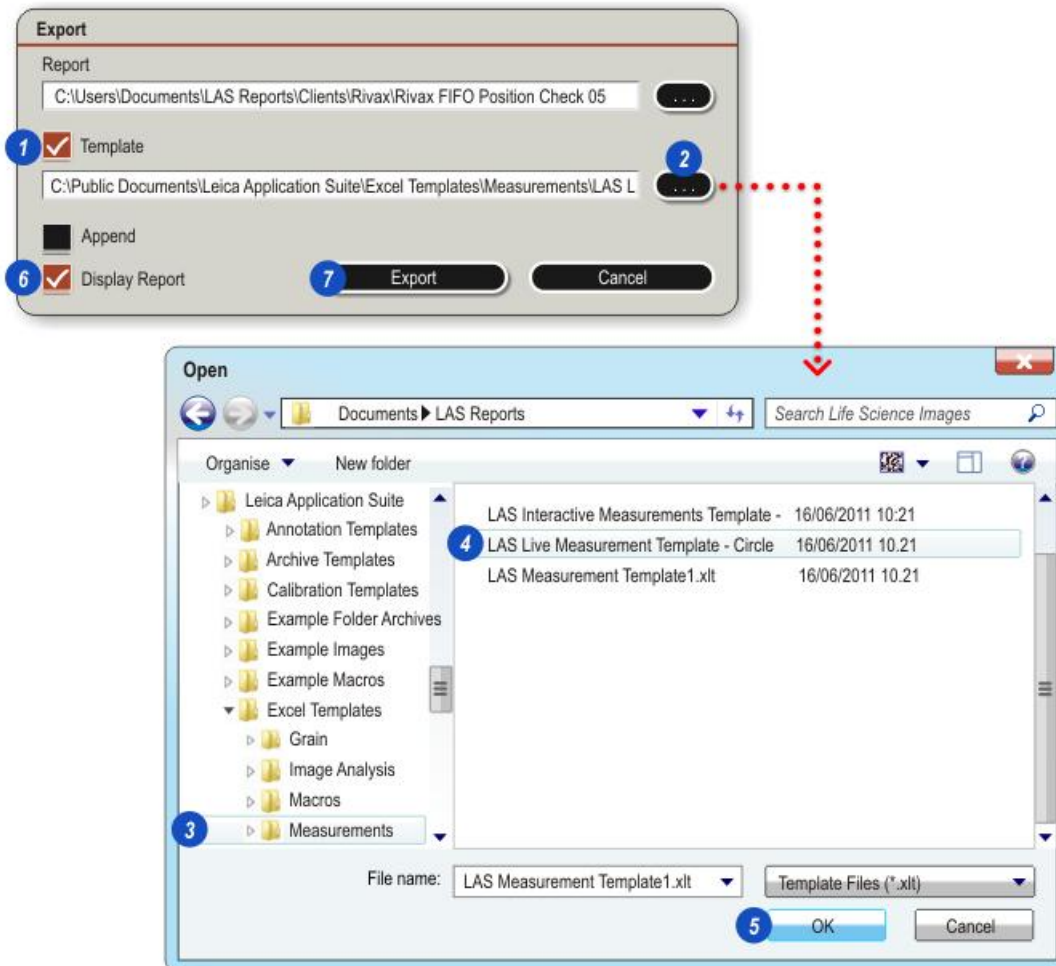 Export
Report
C:\Users\Documents\LAS Reports\Clients\Rivax\Rivax FIFO Position Check 05
...
1 Template
2
C:\Public Documents\Leica Application Suite\Excel Templates\Measurements\LAS L
...
Append
6 Display Report
7 Export
Cancel
Open
Documents LAS Reports
Search Life Science Images
Organise New folder
Leica Application Suite
Annotation Templates
Archive Templates
Calibration Templates
Example Folder Archives
Example Images
Example Macros
Excel Templates
Grain
Image Analysis
Macros
3 Measurements
LAS Interactive Measurements Template - 16/06/2011 10:21
4 LAS Live Measurement Template - Circle 16/06/2011 10.21
LAS Measurement Template1.xlt 16/06/2011 10.21
File name: LAS Measurement Template1.xlt Template Files (*.xlt)
5 OK Cancel